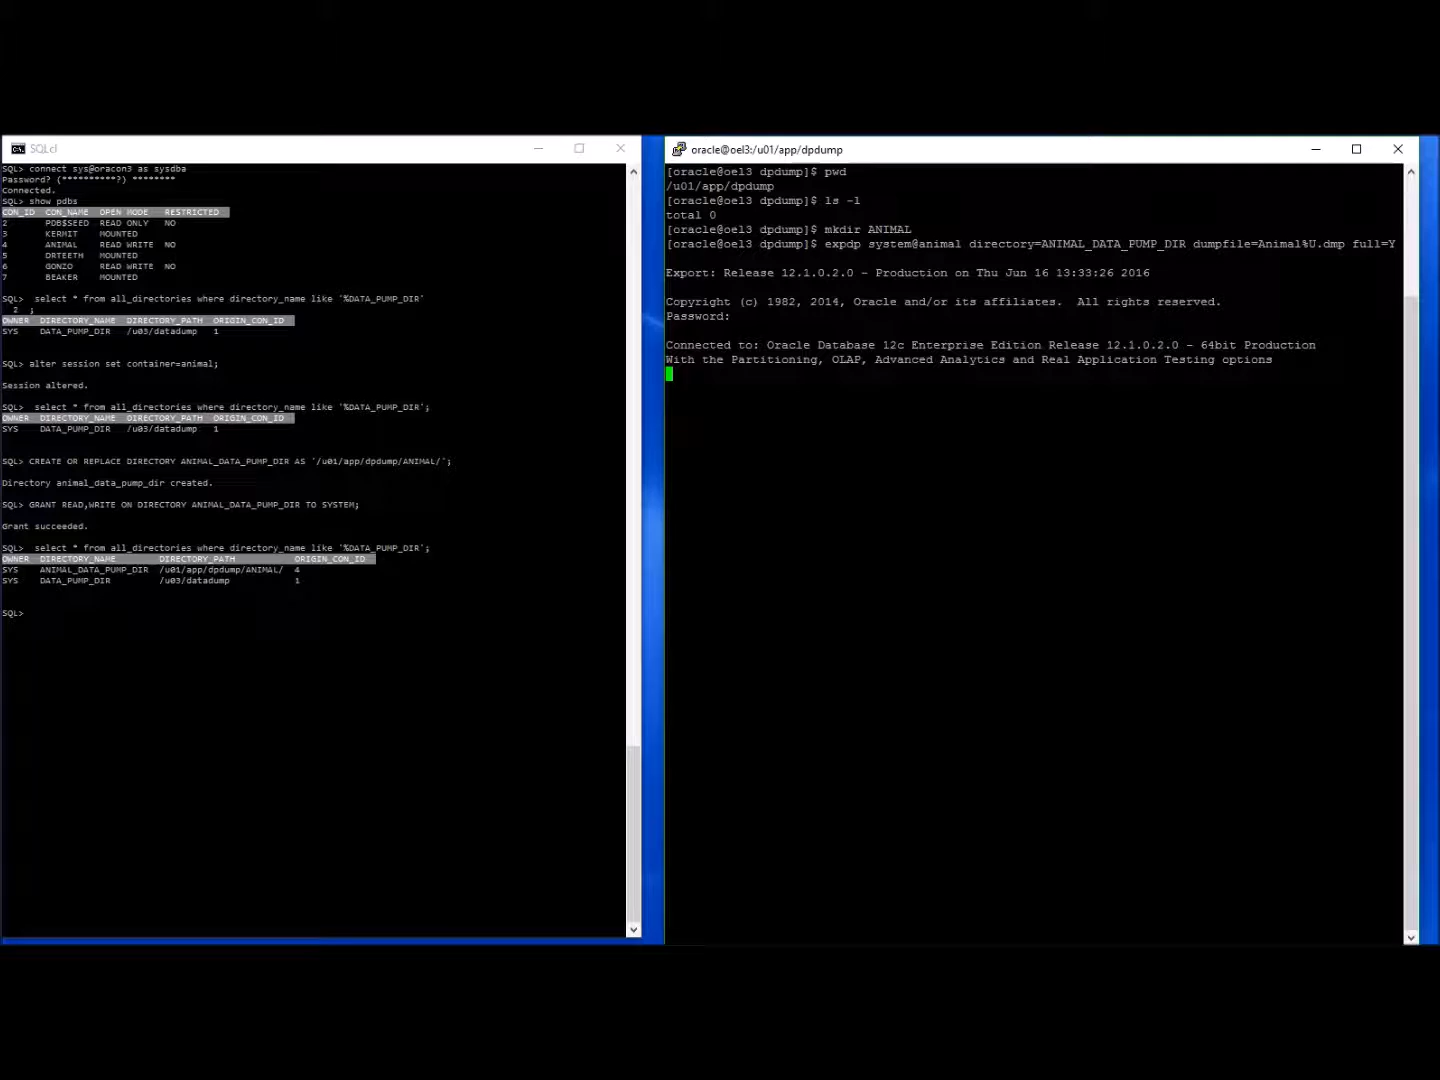 SQLcl
SQL> connect sys@oracon3 as sysdba
Password? (**********?) ********
Connected.
SQL> show pdbs
CON_ID  CON_NAME  OPEN MODE  RESTRICTED
2       PDB$SEED  READ ONLY  NO
3       KERMIT    MOUNTED
4       ANIMAL    READ WRITE  NO
5       DRTEETH   MOUNTED
6       GONZO     READ WRITE  NO
7       BEAKER    MOUNTED
SQL>  select * from all_directories where directory_name like '%DATA_PUMP_DIR'
  2  ;
OWNER  DIRECTORY_NAME  DIRECTORY_PATH  ORIGIN_CON_ID
SYS    DATA_PUMP_DIR   /u03/datadump   1
SQL> alter session set container=animal;
Session altered.
SQL>  select * from all_directories where directory_name like '%DATA_PUMP_DIR';
OWNER  DIRECTORY_NAME  DIRECTORY_PATH  ORIGIN_CON_ID
SYS    DATA_PUMP_DIR   /u03/datadump   1
SQL> CREATE OR REPLACE DIRECTORY ANIMAL_DATA_PUMP_DIR AS '/u01/app/dpdump/ANIMAL/';
Directory animal_data_pump_dir created.
SQL> GRANT READ,WRITE ON DIRECTORY ANIMAL_DATA_PUMP_DIR TO SYSTEM;
Grant succeeded.
SQL>  select * from all_directories where directory_name like '%DATA_PUMP_DIR';
OWNER  DIRECTORY_NAME        DIRECTORY_PATH           ORIGIN_CON_ID
SYS    ANIMAL_DATA_PUMP_DIR  /u01/app/dpdump/ANIMAL/  4
SYS    DATA_PUMP_DIR         /u03/datadump            1
SQL>
oracle@oel3:/u01/app/dpdump
[oracle@oel3 dpdump]$ pwd
/u01/app/dpdump
[oracle@oel3 dpdump]$ ls -l
total 0
[oracle@oel3 dpdump]$ mkdir ANIMAL
[oracle@oel3 dpdump]$ expdp system@animal directory=ANIMAL_DATA_PUMP_DIR dumpfile=Animal%U.dmp full=Y
Export: Release 12.1.0.2.0 - Production on Thu Jun 16 13:33:26 2016
Copyright (c) 1982, 2014, Oracle and/or its affiliates.  All rights reserved.
Password:
Connected to: Oracle Database 12c Enterprise Edition Release 12.1.0.2.0 - 64bit Production
With the Partitioning, OLAP, Advanced Analytics and Real Application Testing options